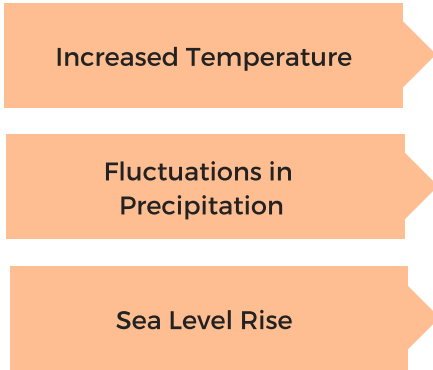 Increased Temperature
Fluctuations in
Precipitation
Sea Level Rise